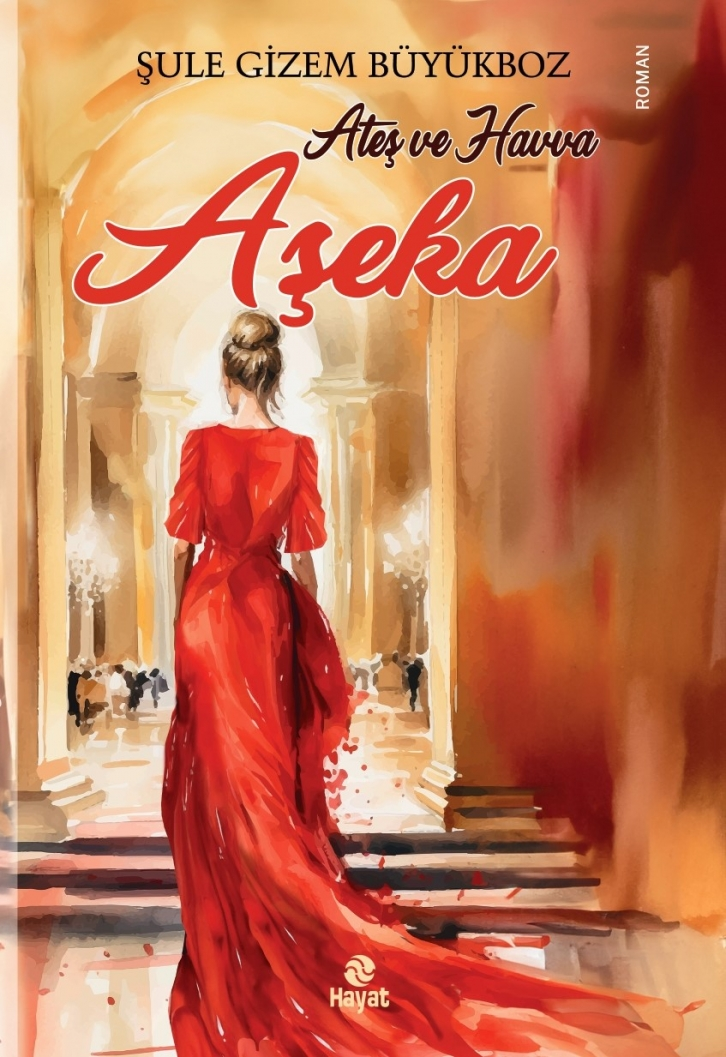 ŞULE GİZEM BÜYÜKBOZ
ROMAN
Ateş ve Havva
Aşeka
Hayat